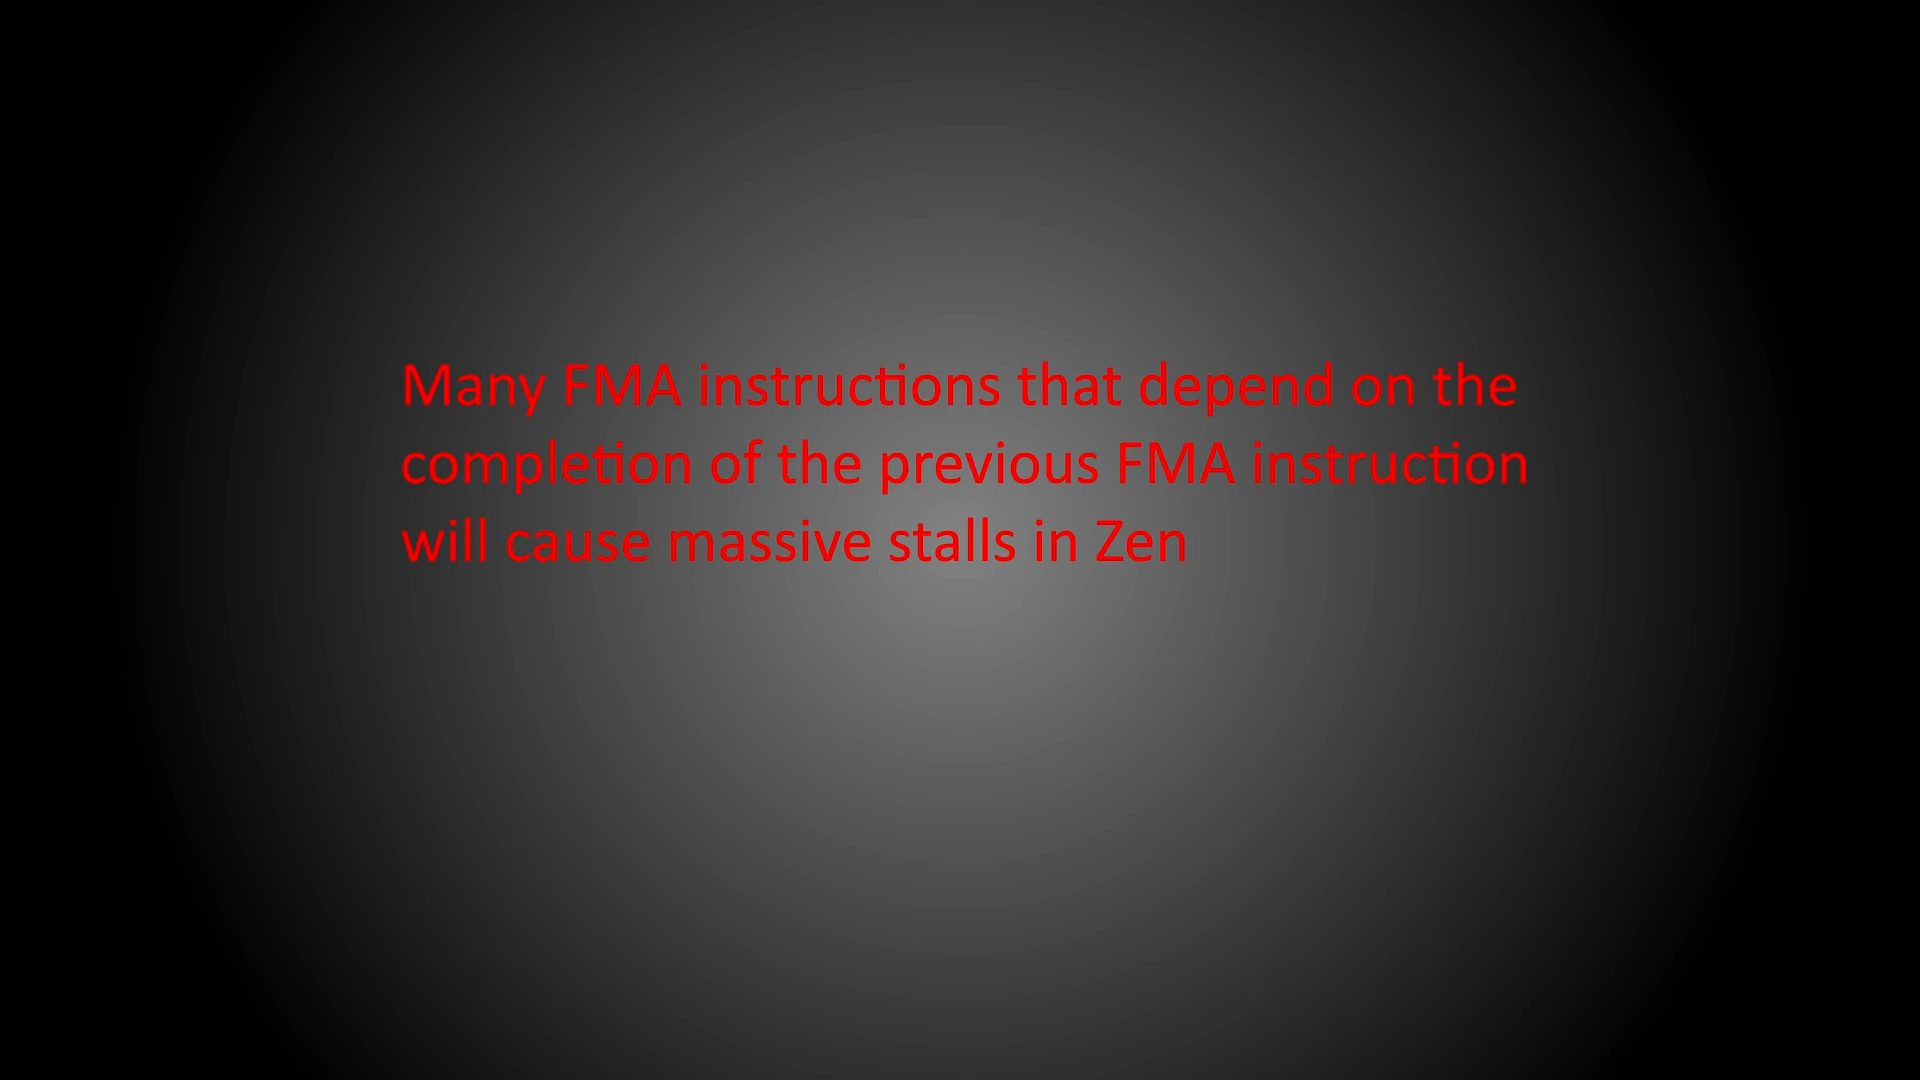 Many FMA instructions that depend on the
completion of the previous FMA instruction
will cause massive stalls in Zen